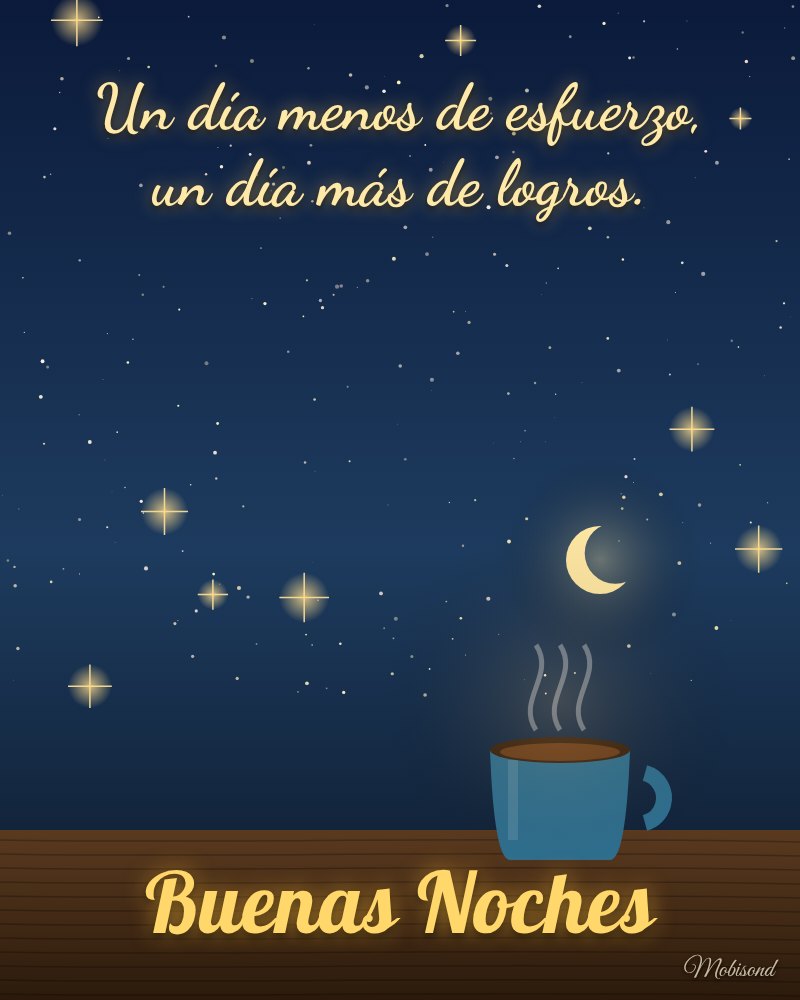 Un día menos de esfuerzo,
un día más de logros.
Buenas Noches
Mobisond